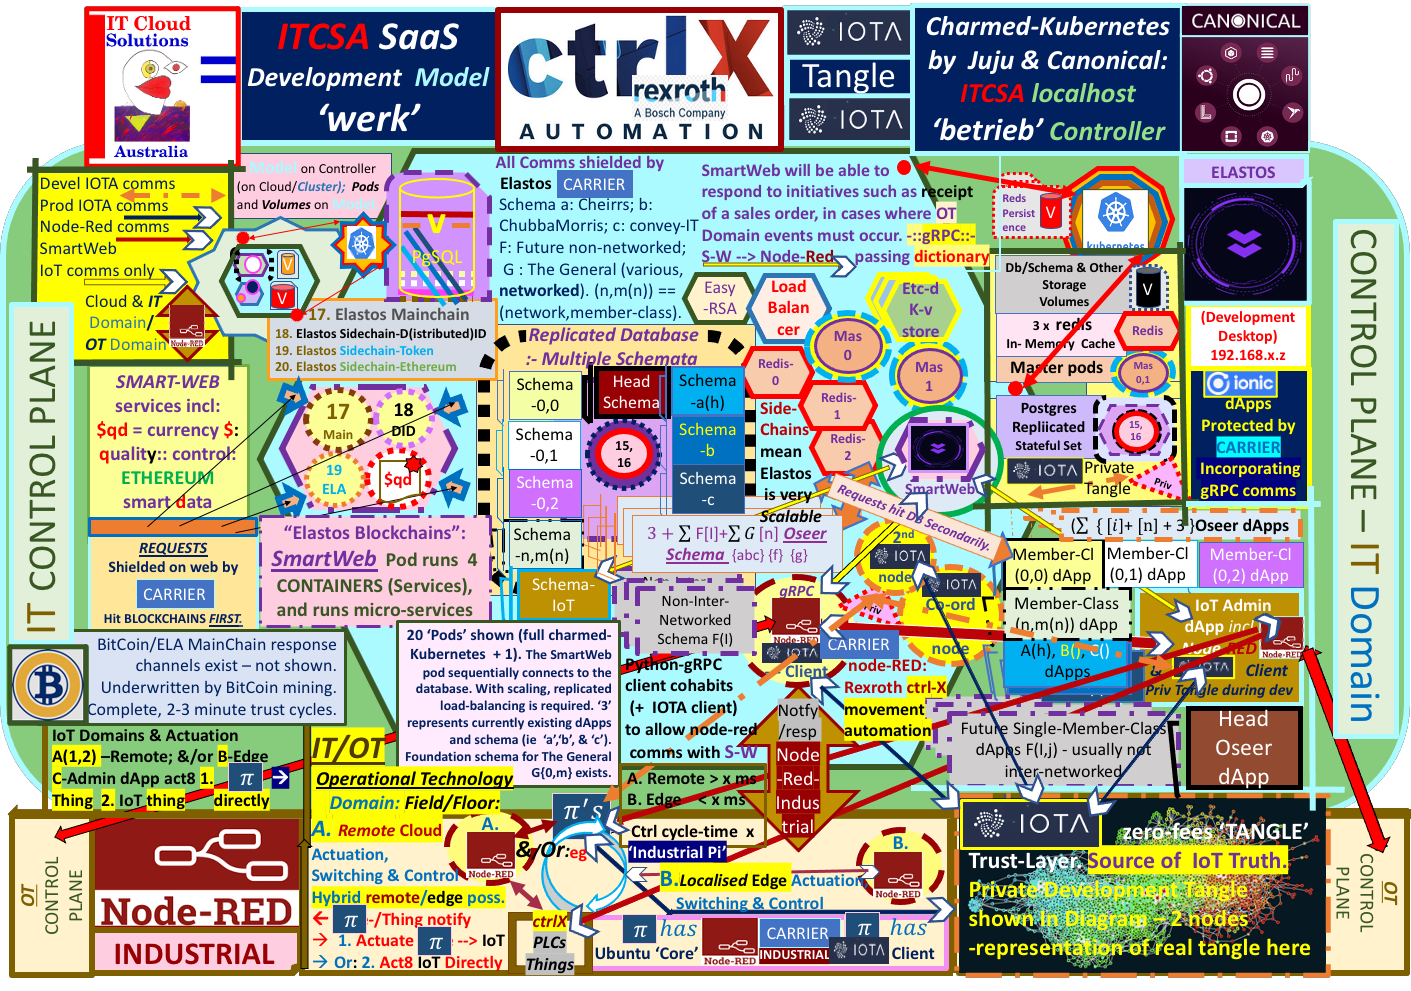 IT Cloud
Solutions
Australia
ITCSA SaaS
Development Model
‘werk’
ctrlX
rexroth
A Bosch Company
AUTOMATION
IOTA
Tangle
IOTA
Charmed-Kubernetes
by Juju & Canonical:
ITCSA localhost
‘betrieb’ Controller
CANONICAL
Devel IOTA comms
Prod IOTA comms
Node-Red comms
SmartWeb
IoT comms only
Cloud & IT
Domain/
OT Domain
Node-RED
Model on Controller
(on Cloud/Cluster); Pods
and Volumes on Model.
V
PgSQL
V
V
17. Elastos Mainchain
18. Elastos Sidechain-D(istributed)ID
19. Elastos Sidechain-Token
20. Elastos Sidechain-Ethereum
All Comms shielded by
Elastos CARRIER
Schema a: Cheirrs; b:
ChubbaMorris; c: convey-IT
F: Future non-networked;
G : The General (various,
networked). (n,m(n)) ==
(network,member-class).
SmartWeb will be able to
respond to initiatives such as receipt
of a sales order, in cases where OT
Domain events must occur. -::gRPC::-
S-W --> Node-Red passing dictionary
Reds
Persist
ence
V
kubernetes
ELASTOS
Easy
-RSA
Load
Balan
cer
Etc-d
K-v
store
Mas
0
Mas
1
Redis-
0
Redis-
1
Redis-
2
Db/Schema & Other
Storage
Volumes
V
3 x redis
In- Memory Cache
Redis
Master pods
Mas
0,1
Postgres
Repliicated
Stateful Set
15,
16
IOTA
Private
Tangle
Priv
(Development
Desktop)
192.168.x.z
ionic
dApps
Protected by
CARRIER
Incorporating
gRPC comms
IT CONTROL PLANE
CONTROL PLANE – IT Domain
SMART-WEB
services incl:
$qd = currency $:
quality:: control:
ETHEREUM
smart data
REQUESTS
Shielded on web by
CARRIER
Hit BLOCKCHAINS FIRST.
17
Main
18
DID
19
ELA
$qd
“Elastos Blockchains”:
SmartWeb Pod runs 4
CONTAINERS (Services),
and runs micro-services
Replicated Database
:- Multiple Schemata
Schema
-0,0
Head
Schema
Schema
-a(h)
Schema
-0,1
15,
16
Schema
-b
Schema
-0,2
Schema
-c
Schema
-n,m(n)
Schema-
IoT
3 + ∑ F[I]+∑ G [n] Oseer
Schema {abc} {f} {g}
Non-Inter-
Networked
Schema F(I)
Side-
Chains
mean
Elastos
is very
Scalable
SmartWeb
Requests hit DB Secondarily.
2nd
IOTA
node
IOTA
Co-ord
node
gRPC
Node-RED
IOTA
Client
Priv
CARRIER
(∑ { [i]+ [n] + 3 }Oseer dApps
Member-Cl
(0,0) dApp
Member-Cl
(0,1) dApp
Member-Cl
(0,2) dApp
Member-Class
(n,m(n)) dApp
A(h), B(), C()
dApps
IoT Admin
dApp incl
Node-RED
& IOTA Client
Priv Tangle during dev
Node-RED
BitCoin/ELA MainChain response
channels exist – not shown.
Underwritten by BitCoin mining.
Complete, 2-3 minute trust cycles.
20 ‘Pods’ shown (full charmed-
Kubernetes + 1). The SmartWeb
pod sequentially connects to the
database. With scaling, replicated
load-balancing is required. ‘3’
represents currently existing dApps
and schema (ie ‘a’,‘b’, & ‘c’).
Foundation schema for The General
G{0,m} exists.
Python-gRPC
client cohabits
(+ IOTA client)
to allow node-red
comms with S-W
node-RED:
Rexroth ctrl-X
movement
automation
Notfy
/resp
Node
-Red-
Indus
trial
Future Single-Member-Class
dApps F(I,j) - usually not
inter-networked
Head
Oseer
dApp
IoT Domains & Actuation
A(1,2) –Remote; &/or B-Edge
C-Admin dApp act8 1. π →
Thing 2. IoT thing directly
IT/OT
Operational Technology
Domain: Field/Floor:
A. Remote Cloud
Actuation,
Switching & Control
Hybrid remote/edge poss.
← π -/Thing notify
→ 1. Actuate π --> IoT
→ Or: 2. Act8 IoT Directly
A.
Node-RED
&/Or:eg
π’s
A. Remote > x ms
B. Edge < x ms
Ctrl cycle-time x
‘Industrial Pi’
B.Localised Edge Actuation,
Switching & Control
B.
Node-RED
ctrlX
PLCs
Things
π has
Ubuntu ‘Core’
Node-RED
CARRIER
INDUSTRIAL
π has
IOTA Client
OT
CONTROL
PLANE
Node-RED
INDUSTRIAL
IOTA
zero-fees ‘TANGLE’
Trust-Layer. Source of IoT Truth.
Private Development Tangle
shown In Diagram – 2 nodes
-representation of real tangle here
OT
CONTROL
PLANE